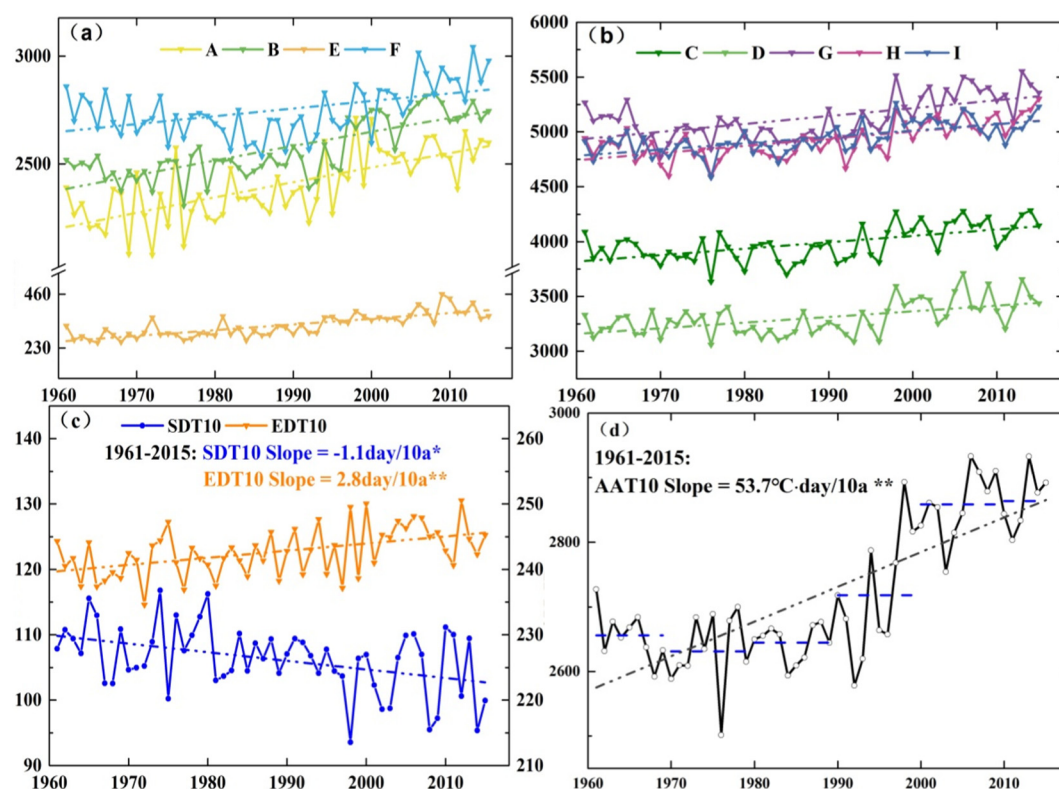 (a)
A B E F
3000
2500
460
230
1960 1970 1980 1990 2000 2010
(b)
C D G H I
6000
5500
5000
4500
4000
3500
3000
1960 1970 1980 1990 2000 2010
(c)
SDT10 EDT10
1961-2015: SDT10 Slope = -1.1day/10a*
EDT10 Slope = 2.8day/10a**
140
130
120
110
100
90
260
250
240
230
220
210
1960 1970 1980 1990 2000 2010
(d)
1961-2015:
AAT10 Slope = 53.7℃·day/10a **
3000
2800
2600
1960 1970 1980 1990 2000 2010